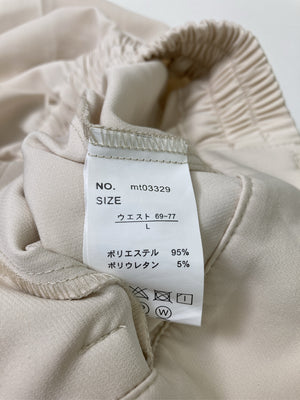 NO. mt03329
SIZE
ウエスト 69-77
L
ポリエステル 95%
ポリウレタン 5%
W